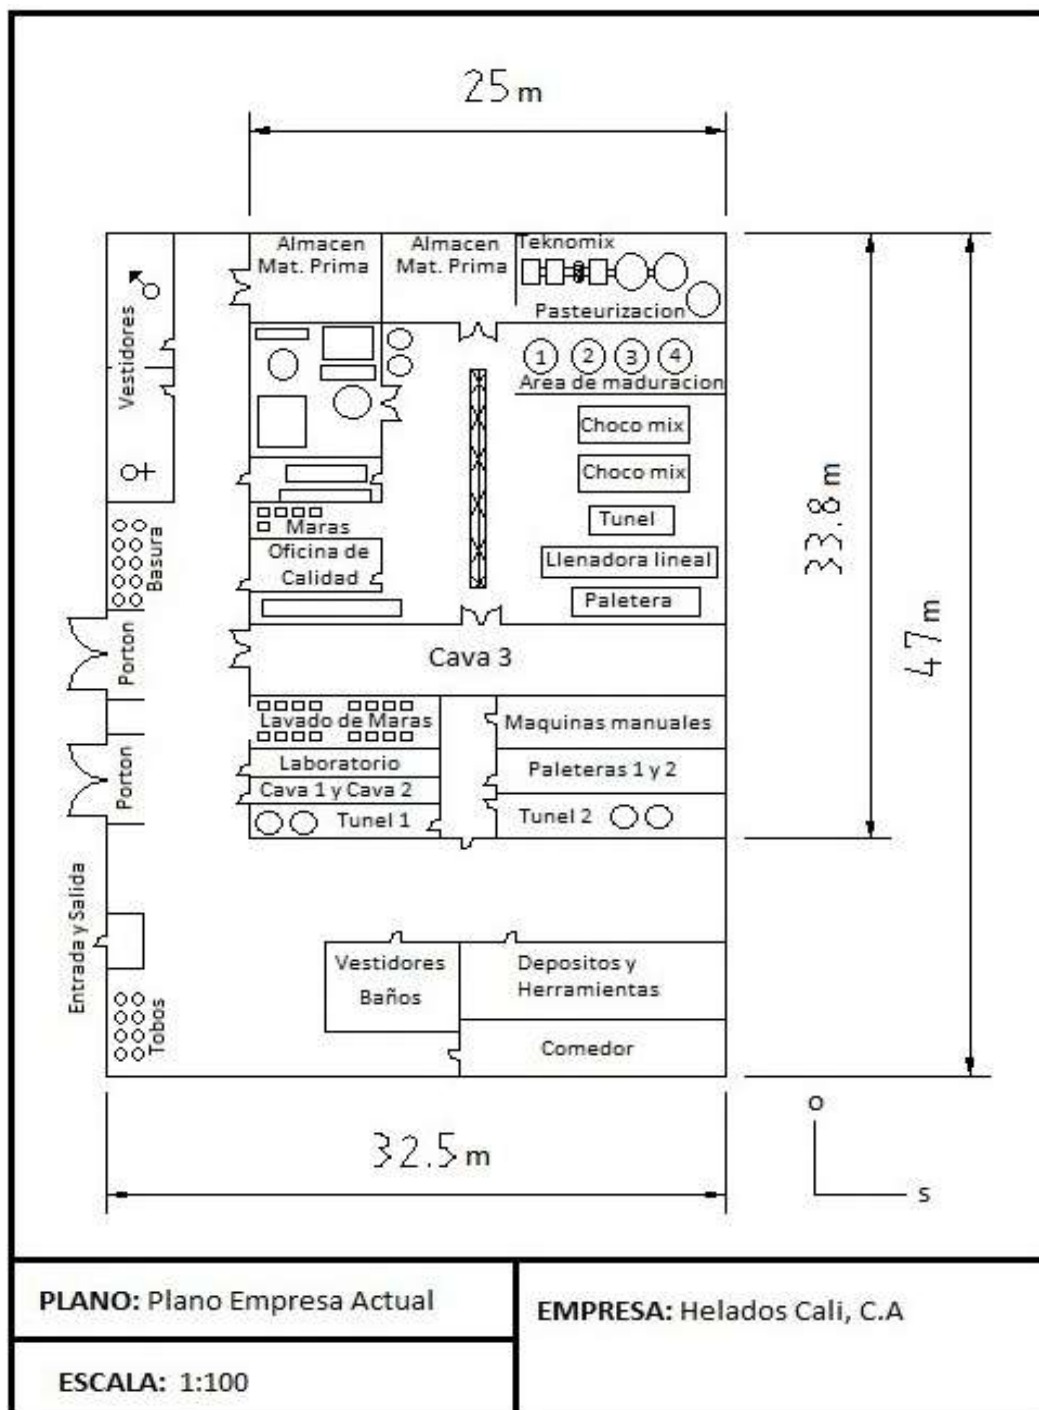 25 m
Almacen
Mat. Prima
Almacen
Mat. Prima
Teknomix
Pasteurizacion
Vestidores
1 2 3 4
Area de maduracion
Choco mix
Choco mix
Tunel
Llenadora lineal
Paletera
33.8 m
47 m
Maras
Oficina de
Calidad
Basura
Porton
Cava 3
Lavado de Maras
Maquinas manuales
Laboratorio
Paleteras 1 y 2
Cava 1 y Cava 2
Tunel 1
Tunel 2
Porton
Entrada y Salida
Vestidores
Baños
Depositos y
Herramientas
Tobos
Comedor
32.5 m
O
S
PLANO: Plano Empresa Actual
EMPRESA: Helados Cali, C.A
ESCALA: 1:100